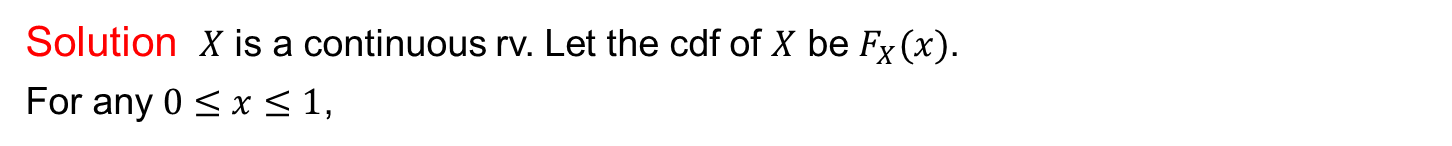 Solution X is a continuous rv. Let the cdf of X be F_X(x).
For any 0 ≤ x ≤ 1,